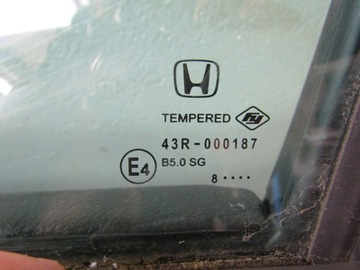 TEMPERED
43R-000187
E4
B5.0 SG
8 ····